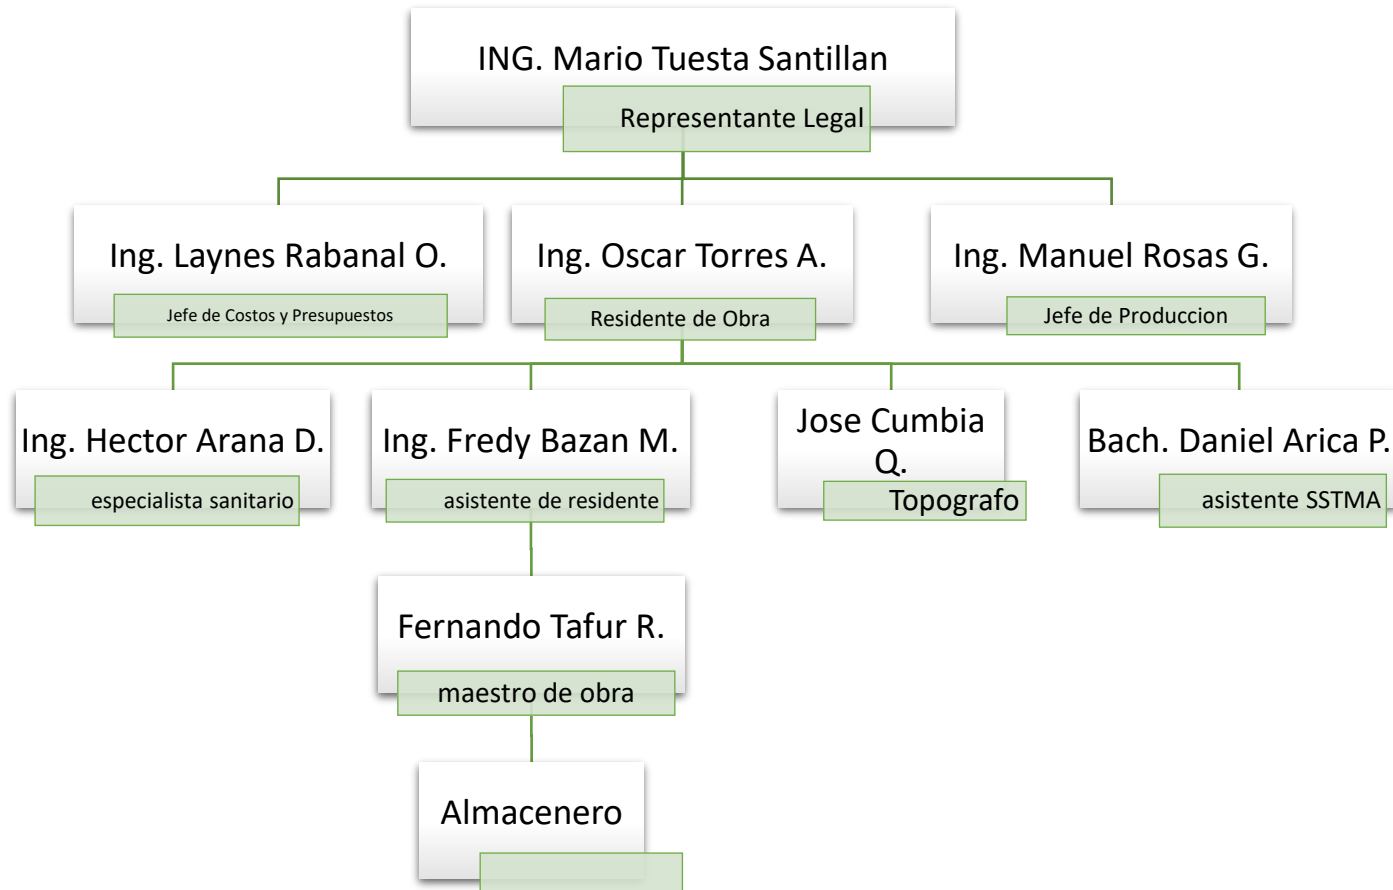 ING. Mario Tuesta Santillan
Representante Legal
Ing. Laynes Rabanal O.
Jefe de Costos y Presupuestos
Ing. Oscar Torres A.
Residente de Obra
Ing. Manuel Rosas G.
Jefe de Produccion
Ing. Hector Arana D.
especialista sanitario
Ing. Fredy Bazan M.
asistente de residente
Jose Cumbia
Q.
Topografo
Bach. Daniel Arica P.
asistente SSTMA
Fernando Tafur R.
maestro de obra
Almacenero